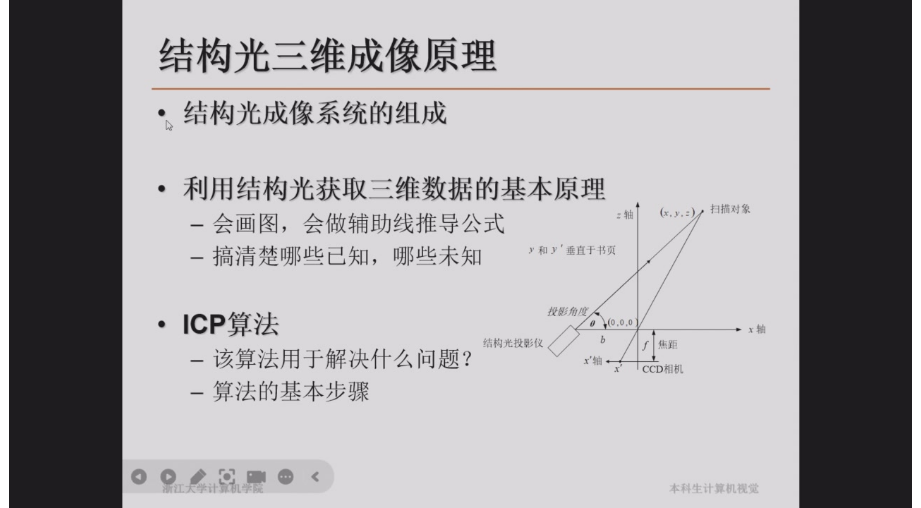 结构光三维成像原理
• 结构光成像系统的组成
• 利用结构光获取三维数据的基本原理
– 会画图，会做辅助线推导公式
– 搞清楚哪些已知，哪些未知
• ICP算法
– 该算法用于解决什么问题？
– 算法的基本步骤
z 轴
(x, y, z)
扫描对象
y 和 y' 垂直于书页
投影角度
θ
(0,0,0)
x 轴
结构光投影仪
b
f
焦距
x'轴
x'
CCD相机
浙江大学计算机学院
本科生计算机视觉